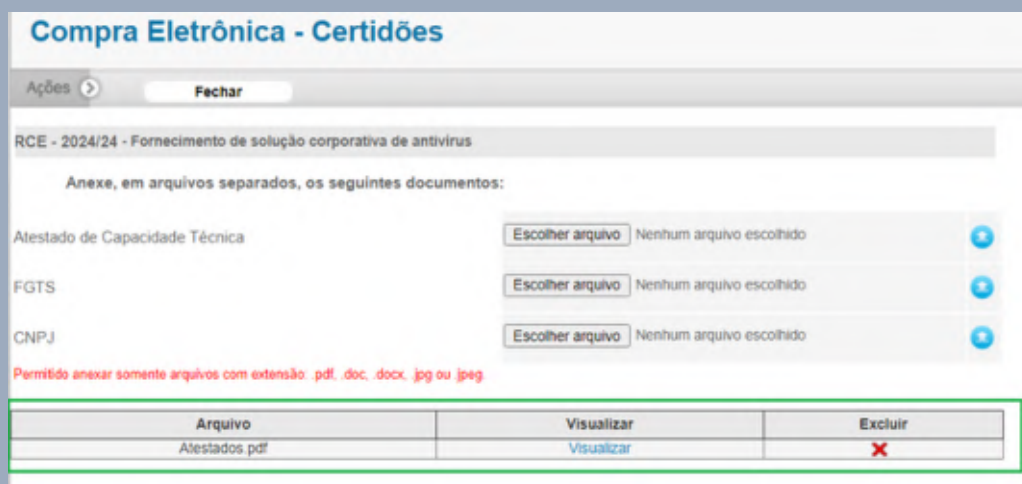 Compra Eletrônica - Certidões
Ações Fechar
RCE - 2024/24 - Fornecimento de solução corporativa de antivirus
Anexe, em arquivos separados, os seguintes documentos:
Atestado de Capacidade Técnica Escolher arquivo Nenhum arquivo escolhido
FGTS Escolher arquivo Nenhum arquivo escolhido
CNPJ Escolher arquivo Nenhum arquivo escolhido
Permitido anexar somente arquivos com extensão: .pdf, .doc, .docx, .jpg ou .jpeg.
Arquivo Visualizar Excluir
Atestados.pdf Visualizar